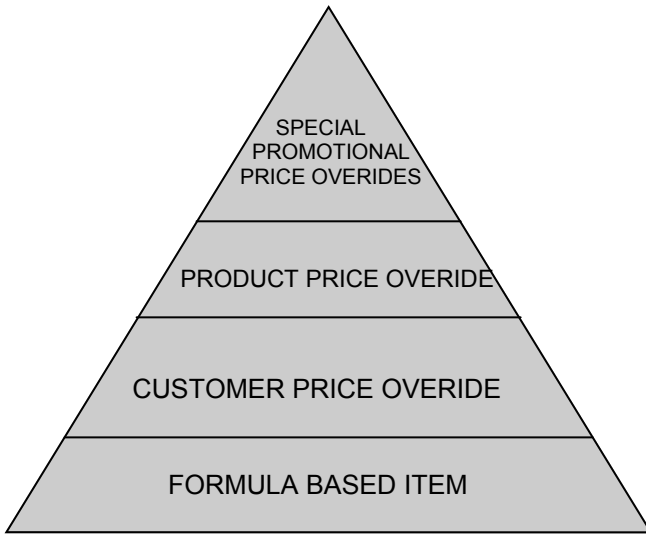 SPECIAL
PROMOTIONAL
PRICE OVERIDES
PRODUCT PRICE OVERIDE
CUSTOMER PRICE OVERIDE
FORMULA BASED ITEM